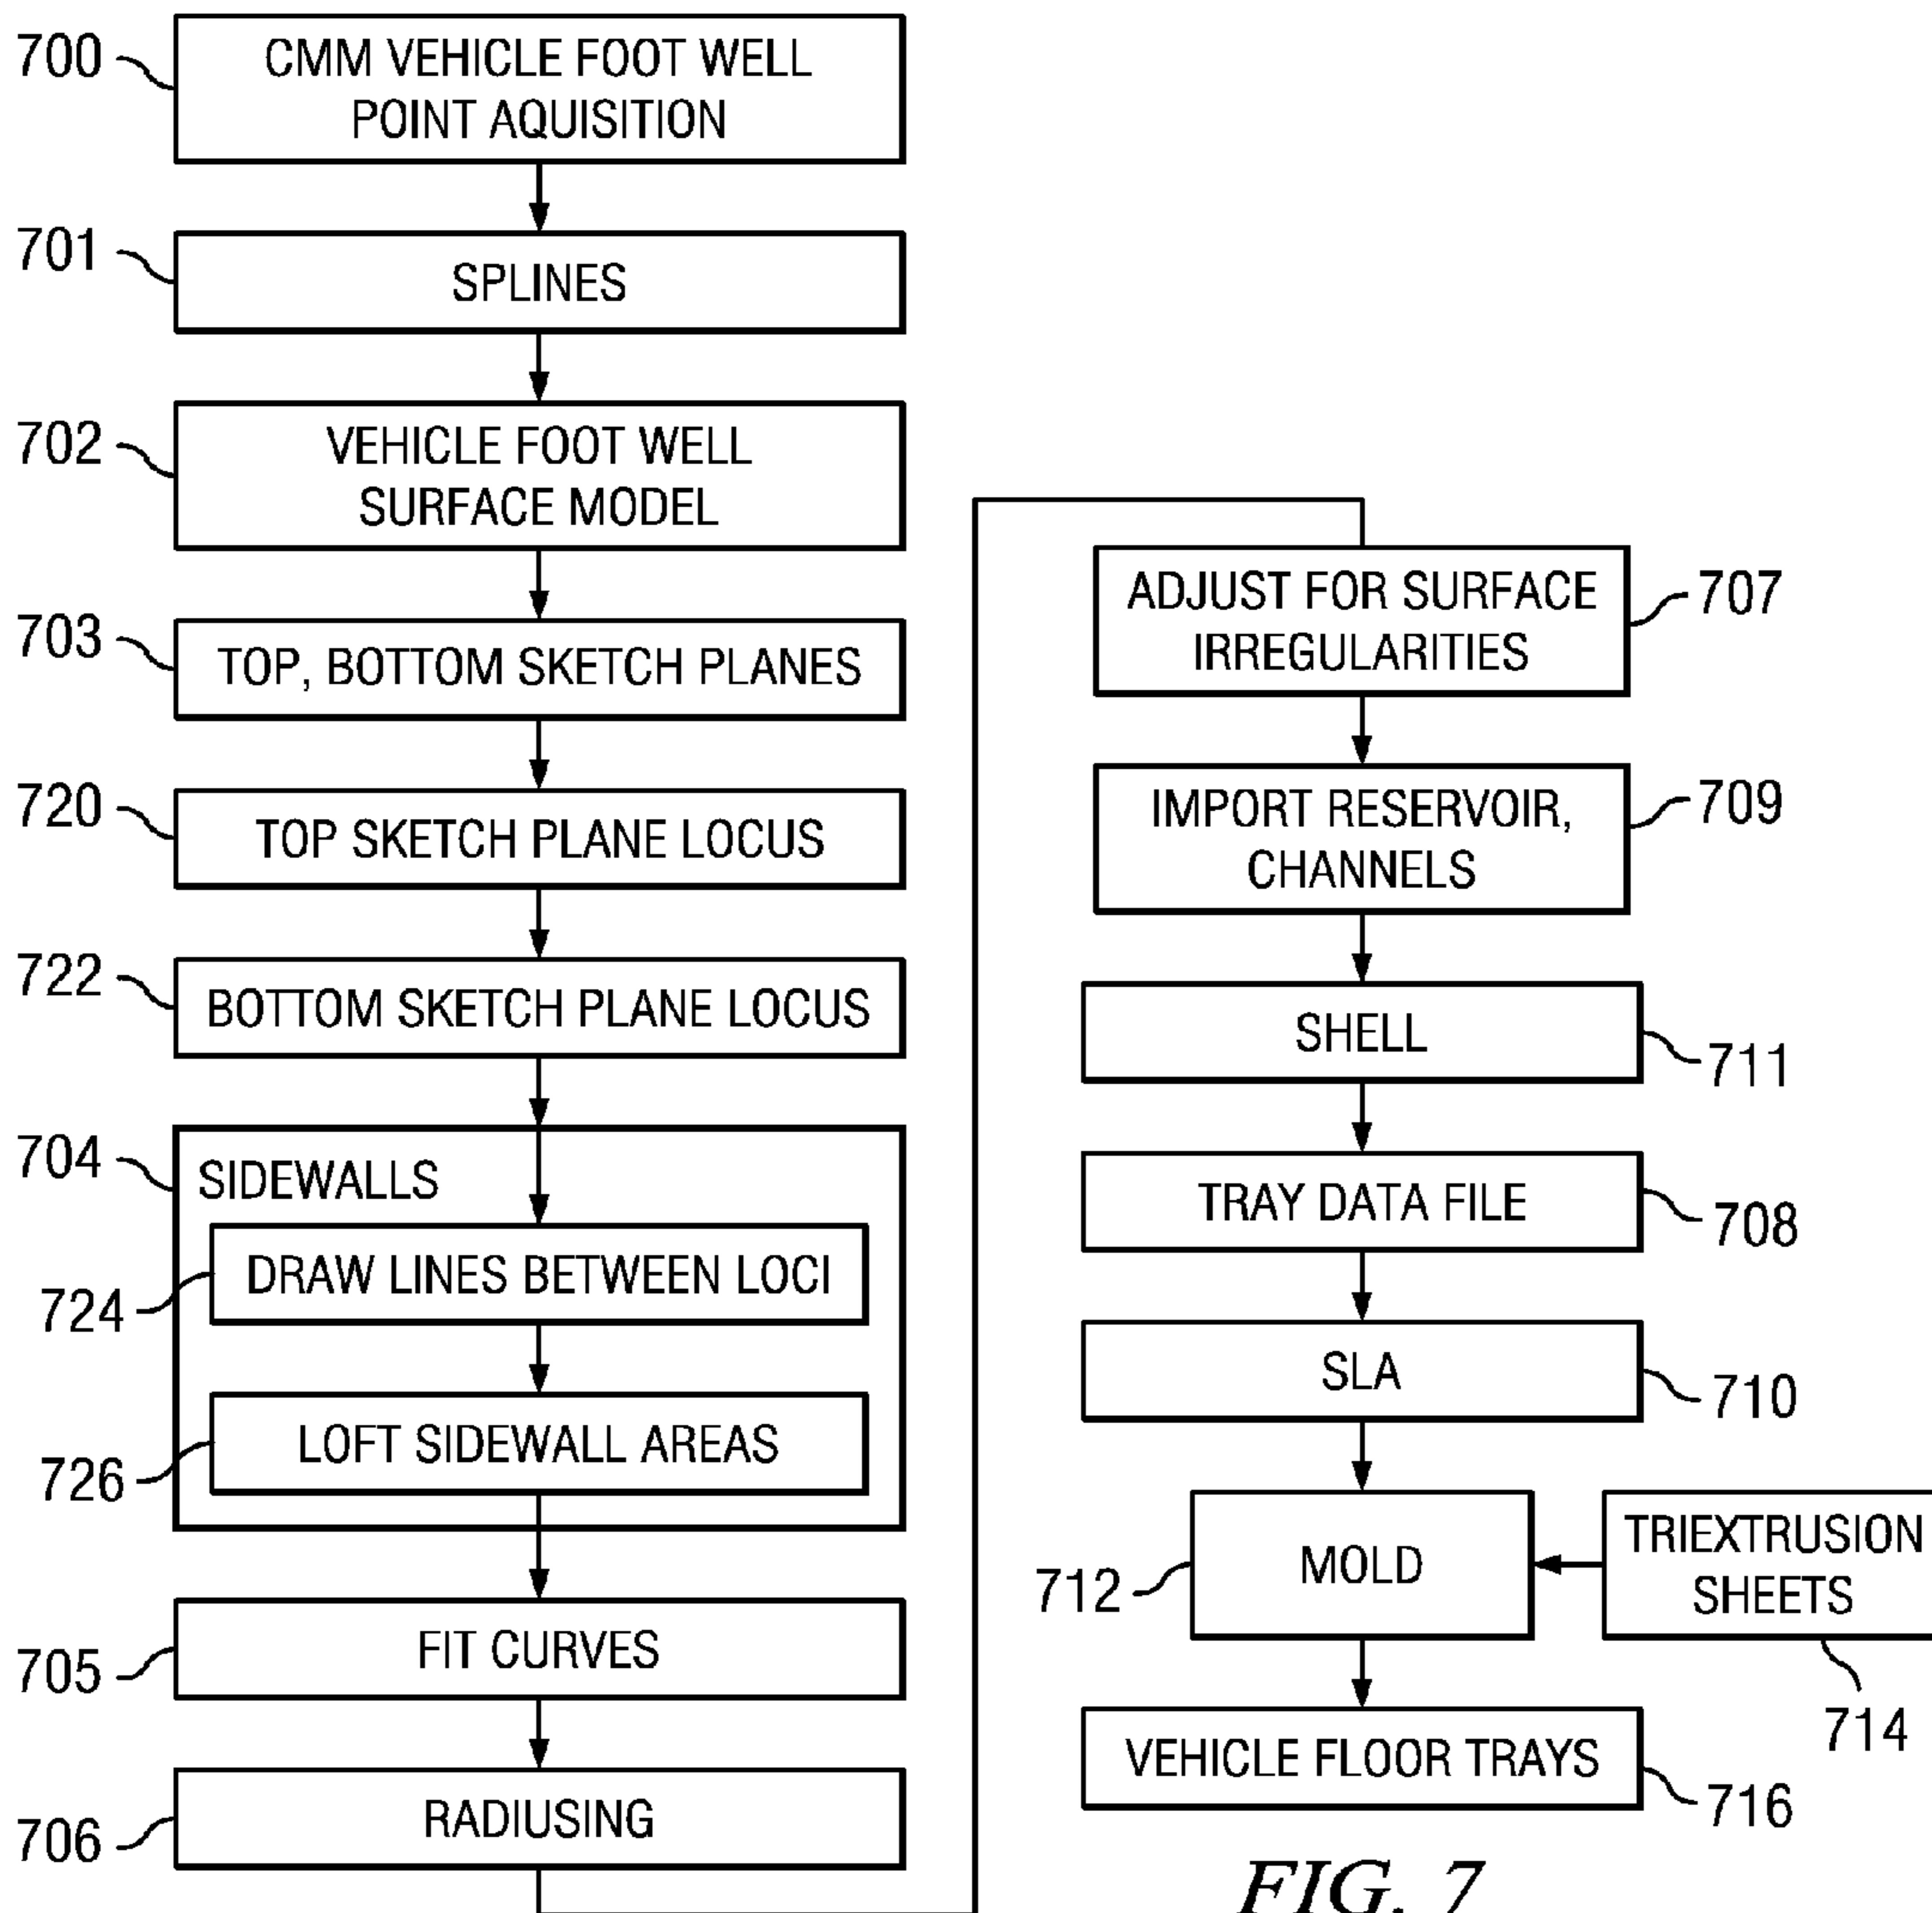 700
CMM VEHICLE FOOT WELL
POINT AQUISITION
701
SPLINES
702
VEHICLE FOOT WELL
SURFACE MODEL
703
TOP, BOTTOM SKETCH PLANES
720
TOP SKETCH PLANE LOCUS
722
BOTTOM SKETCH PLANE LOCUS
704
SIDEWALLS
724
DRAW LINES BETWEEN LOCI
726
LOFT SIDEWALL AREAS
705
FIT CURVES
706
RADIUSING
ADJUST FOR SURFACE
IRREGULARITIES
707
IMPORT RESERVOIR,
CHANNELS
709
SHELL
711
TRAY DATA FILE
708
SLA
710
MOLD
712
TRIEXTRUSION
SHEETS
714
VEHICLE FLOOR TRAYS
716
FIG. 7